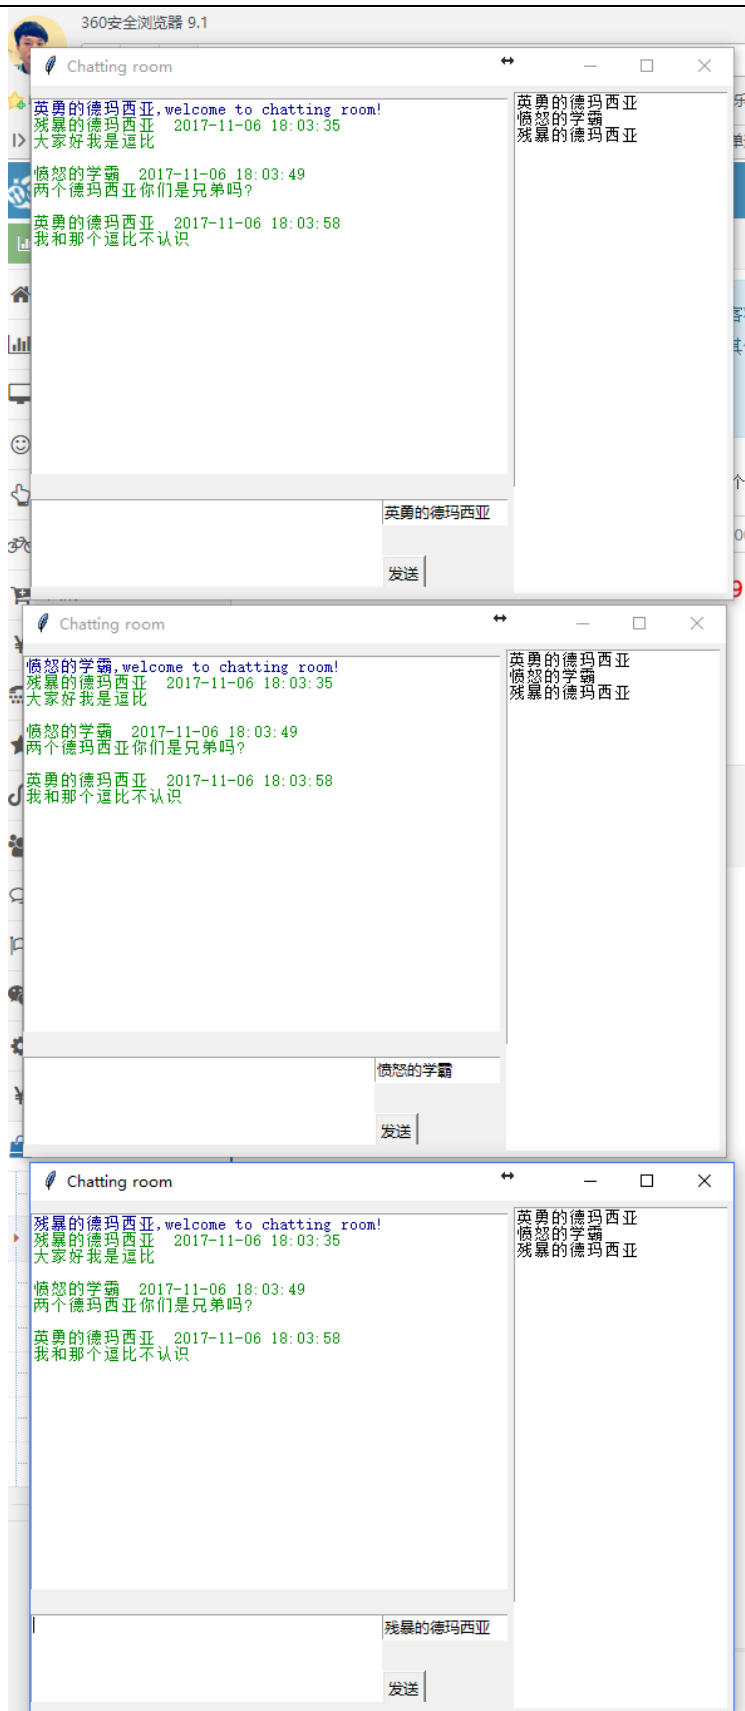 360安全浏览器 9.1
Chatting room
英勇的德玛西亚,welcome to chatting room!
残暴的德玛西亚 2017-11-06 18:03:35
大家好我是逗比
愤怒的学霸 2017-11-06 18:03:49
两个德玛西亚你们是兄弟吗?
英勇的德玛西亚 2017-11-06 18:03:58
我和那个逗比不认识
英勇的德玛西亚
愤怒的学霸
残暴的德玛西亚
英勇的德玛西亚
发送
Chatting room
愤怒的学霸,welcome to chatting room!
残暴的德玛西亚 2017-11-06 18:03:35
大家好我是逗比
愤怒的学霸 2017-11-06 18:03:49
两个德玛西亚你们是兄弟吗?
英勇的德玛西亚 2017-11-06 18:03:58
我和那个逗比不认识
英勇的德玛西亚
愤怒的学霸
残暴的德玛西亚
愤怒的学霸
发送
Chatting room
残暴的德玛西亚,welcome to chatting room!
残暴的德玛西亚 2017-11-06 18:03:35
大家好我是逗比
愤怒的学霸 2017-11-06 18:03:49
两个德玛西亚你们是兄弟吗?
英勇的德玛西亚 2017-11-06 18:03:58
我和那个逗比不认识
英勇的德玛西亚
愤怒的学霸
残暴的德玛西亚
残暴的德玛西亚
发送